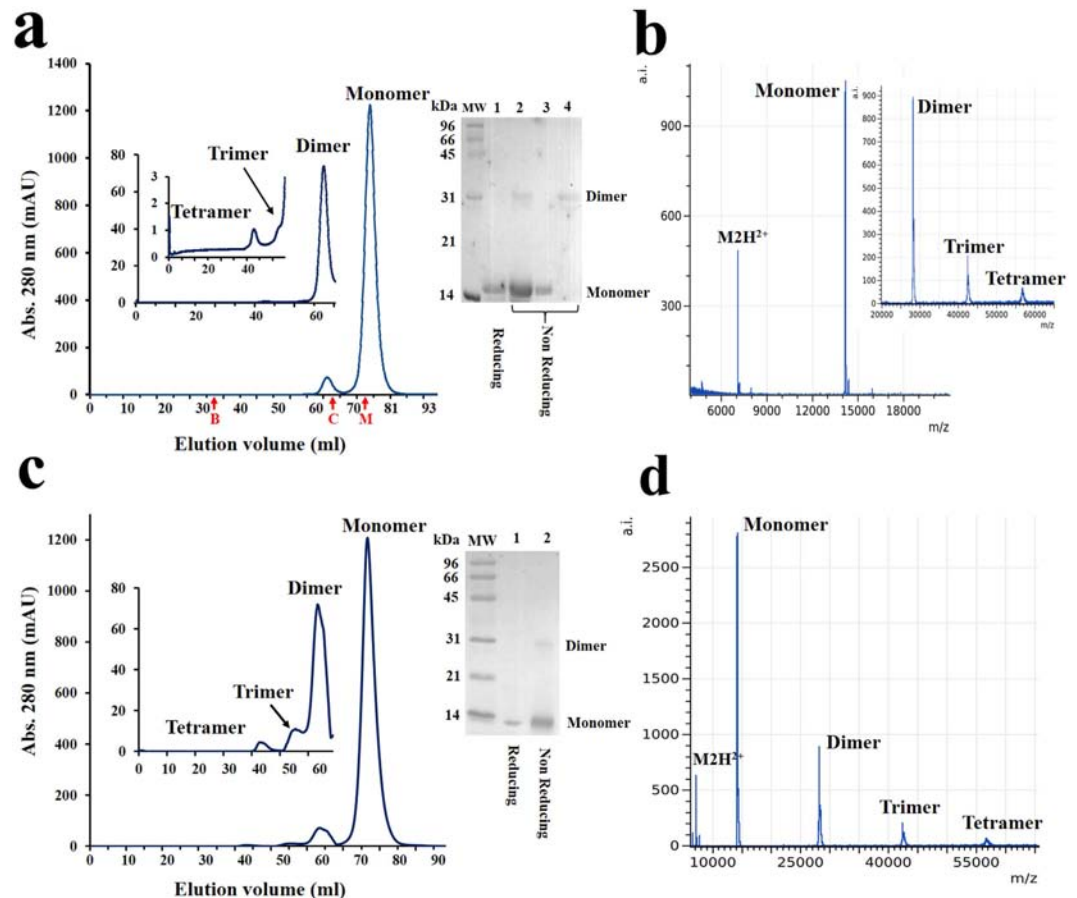 a
1400
1200
1000
800
600
400
200
0
Abs. 280 nm (mAU)
0 10 20 30 40 50 60 70 81 93
B C M
Elution volume (ml)
Monomer
Dimer
Trimer
Tetramer
80
60
40
20
0
0 20 40 60
3
2
1
0
0 20 40
kDa MW 1 2 3 4
96
66
45
31
21
14
Dimer
Monomer
Reducing
Non Reducing
b
a.i.
900
600
300
6000 9000 12000 15000 18000
m/z
Monomer
M2H²⁺
a.i.
900
800
700
600
500
400
300
200
100
0
20000 30000 40000 50000 60000
m/z
Dimer
Trimer
Tetramer
c
1200
1000
800
600
400
200
0
Abs. 280 nm (mAU)
0 10 20 30 40 50 60 70 80 90
Elution volume (ml)
Monomer
Dimer
Trimer
Tetramer
80
60
40
20
0
0 10 20 30 40 50 60
kDa MW 1 2
96
66
45
31
21
14
Dimer
Monomer
Reducing
Non Reducing
d
a.i.
2500
2000
1500
1000
500
0
10000 25000 40000 55000
m/z
Monomer
M2H²⁺
Dimer
Trimer
Tetramer